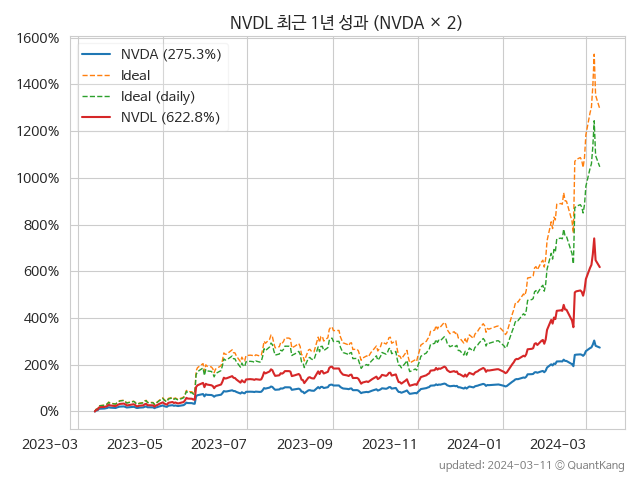 NVDL 최근 1년 성과 (NVDA × 2)
1600%
1400%
1200%
1000%
800%
600%
400%
200%
0%
NVDA (275.3%)
Ideal
Ideal (daily)
NVDL (622.8%)
2023-03
2023-05
2023-07
2023-09
2023-11
2024-01
2024-03
updated: 2024-03-11 © QuantKang